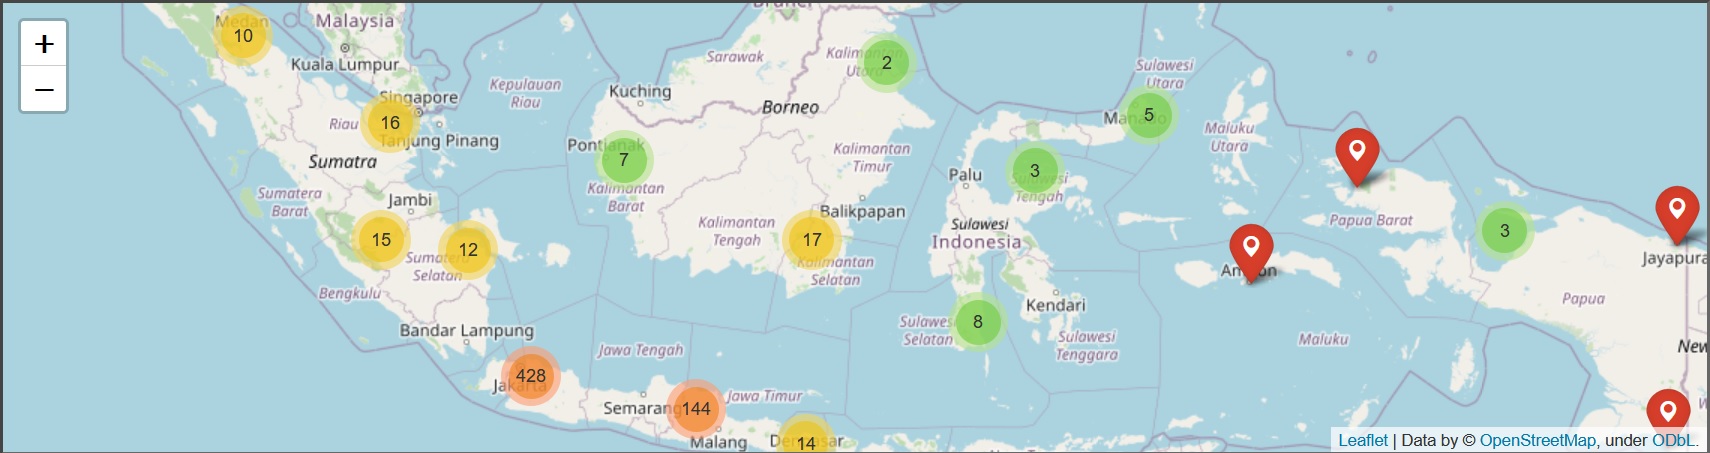 Brunei
Medan
Malaysia
10
+
−
Kuala Lumpur
Kepulauan
Riau
Sarawak
Kalimantan
Utara
2
Sulawesi
Utara
Kuching
Borneo
Singapore
16
Riau
Tanjung Pinang
Sumatra
5
Maluku
Utara
Pontianak
7
Kalimantan
Barat
Kalimantan
Timur
Palu
3
Sulawesi
Tengah
Sumatera
Barat
Jambi
Balikpapan
Kalimantan
Tengah
17
Kalimantan
Selatan
Sulawesi
Indonesia
Papua Barat
3
15
12
Sumatera
Selatan
Jayapura
Bengkulu
Kendari
Papua
Bandar Lampung
8
Sulawesi
Selatan
Sulawesi
Tenggara
Maluku
Jawa Tengah
New
428
Jakarta
Semarang
144
Jawa Timur
Malang
Denpasar
14
Leaflet | Data by © OpenStreetMap, under ODbL.